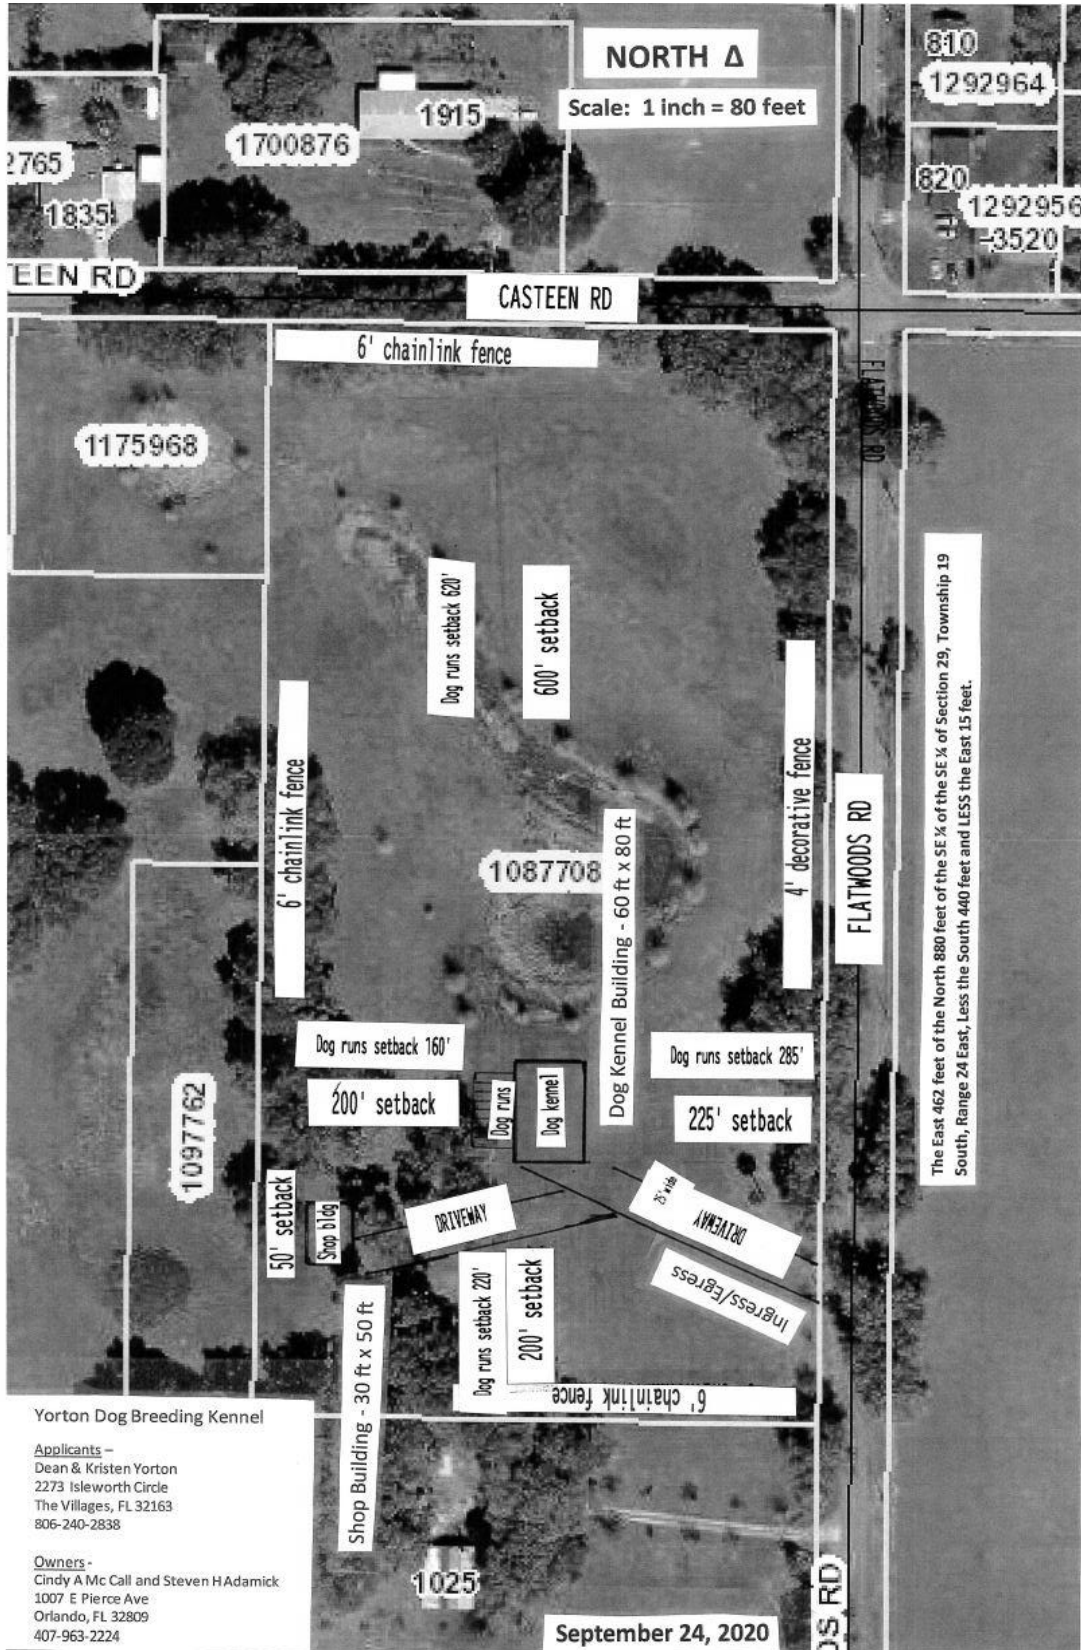 NORTH Δ
Scale: 1 inch = 80 feet
810
1292964
1915
1700876
2765
1835
820
1292956
-3520
TEEN RD
CASTEEN RD
6' chainlink fence
FLATWOODS RD
1175968
Dog runs setback 620'
600' setback
6' chainlink fence
4' decorative fence
FLATWOODS RD
The East 462 feet of the North 880 feet of the SE ¼ of the SE ¼ of Section 29, Township 19
South, Range 24 East, Less the South 440 feet and LESS the East 15 feet.
1087708
Dog Kennel Building - 60 ft x 80 ft
Dog runs setback 160'
Dog runs setback 285'
200' setback
Dog runs
Dog kennel
225' setback
1097762
50' setback
Shop bldg
DRIVEWAY
25' wide
DRIVEWAY
Ingress/Egress
Dog runs setback 220'
200' setback
6' chainlink fence
Shop Building - 30 ft x 50 ft
Yorton Dog Breeding Kennel
Applicants –
Dean & Kristen Yorton
2273 Isleworth Circle
The Villages, FL 32163
806-240-2838
Owners -
Cindy A Mc Call and Steven H Adamick
1007 E Pierce Ave
Orlando, FL 32809
407-963-2224
1025
DS RD
September 24, 2020